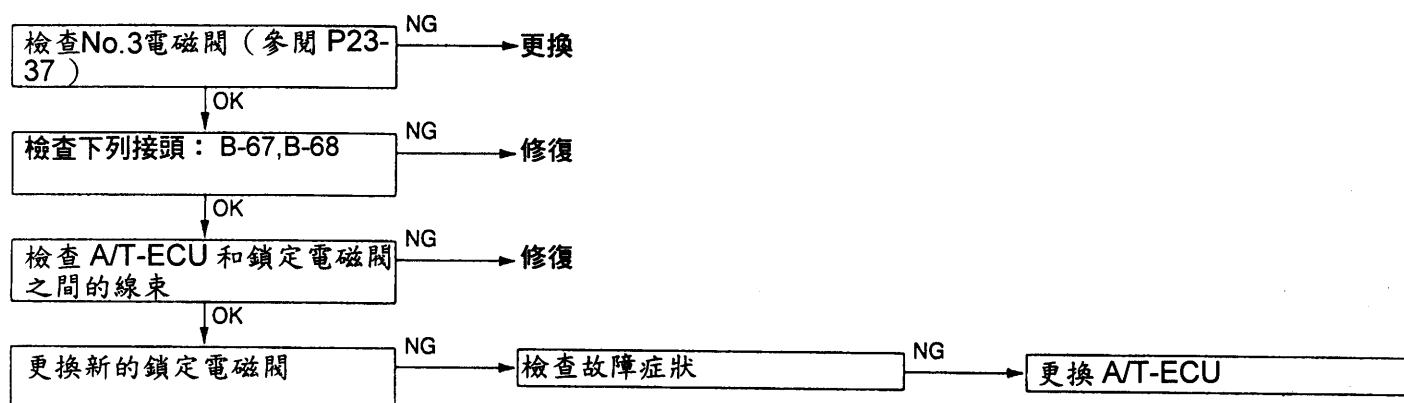 檢查No.3電磁閥（參閱 P23-
37 ）
NG
更換
OK
檢查下列接頭： B-67,B-68
NG
修復
OK
檢查 A/T-ECU 和鎖定電磁閥
之間的線束
NG
修復
OK
更換新的鎖定電磁閥
NG
檢查故障症狀
NG
更換 A/T-ECU